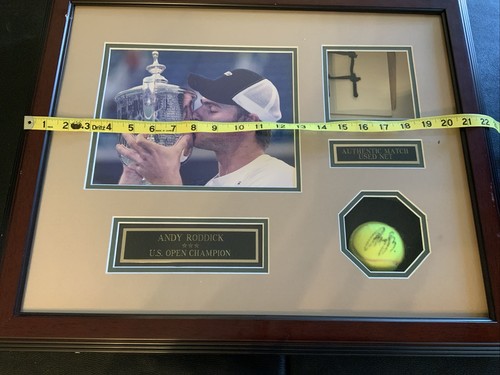 1 2 3 Dritz 4 5 6 7 8 9 10 11 12 13 14 15 16 17 18 19 20 21 22
AUTHENTIC MATCH
USED NET
ANDY RODDICK
★★★
U.S. OPEN CHAMPION